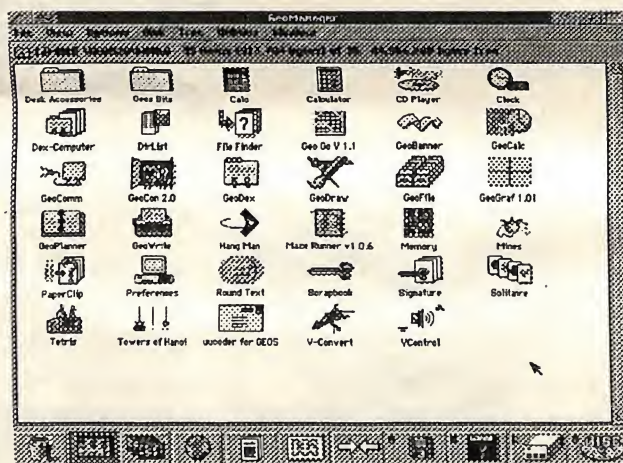 GeoManager
Desk Accessories Geos Bits Calc Calculator CD Player Clock
Dex-Computer DirList File Finder Geo Go V 1.1 GeoBanner GeoCalc
GeoComm GeoCon 2.0 GeoDex GeoDraw GeoFile GeoGraf 1.01
GeoPlanner GeoWrite Hang Man Maze Runner v1.0.6 Memory Mines
PaperClip Preferences Round Text Scrapbook Signature Solitaire
Tetris Towers of Hanoi uucoder for GEOS V-Convert VControl